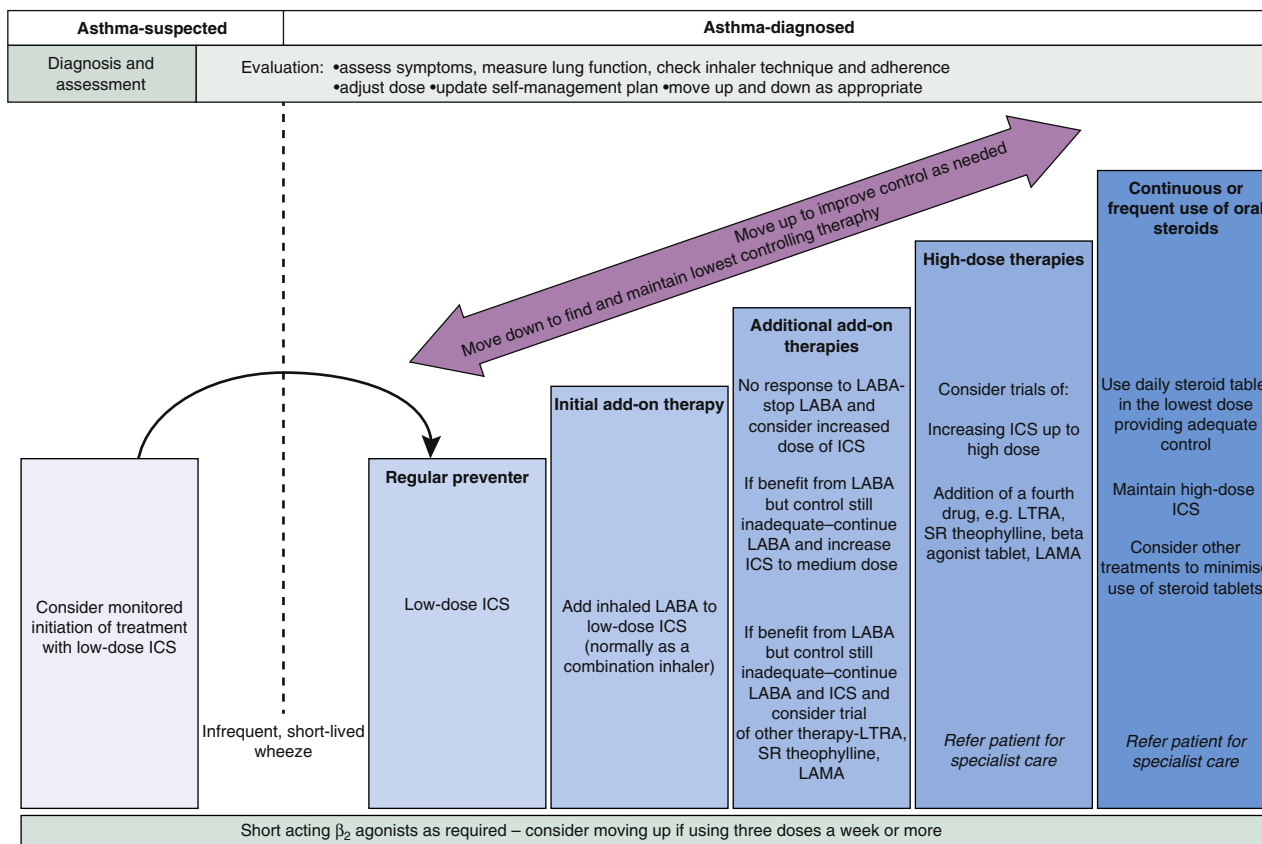 Asthma-suspected
Asthma-diagnosed
Diagnosis and
assessment
Evaluation: •assess symptoms, measure lung function, check inhaler technique and adherence
•adjust dose •update self-management plan •move up and down as appropriate
Move up to improve control as needed
Move down to find and maintain lowest controlling theraphy
Consider monitored
initiation of treatment
with low-dose ICS
Infrequent, short-lived
wheeze
Regular preventer
Low-dose ICS
Initial add-on therapy
Add inhaled LABA to
low-dose ICS
(normally as a
combination inhaler)
Additional add-on
therapies
No response to LABA-
stop LABA and
consider increased
dose of ICS
If benefit from LABA
but control still
inadequate–continue
LABA and increase
ICS to medium dose
If benefit from LABA
but control still
inadequate–continue
LABA and ICS and
consider trial
of other therapy-LTRA,
SR theophylline,
LAMA
High-dose therapies
Consider trials of:
Increasing ICS up to
high dose
Addition of a fourth
drug, e.g. LTRA,
SR theophylline, beta
agonist tablet, LAMA
Refer patient for
specialist care
Continuous or
frequent use of oral
steroids
Use daily steroid table
in the lowest dose
providing adequate
control
Maintain high-dose
ICS
Consider other
treatments to minimise
use of steroid tablets
Refer patient for
specialist care
Short acting β₂ agonists as required – consider moving up if using three doses a week or more